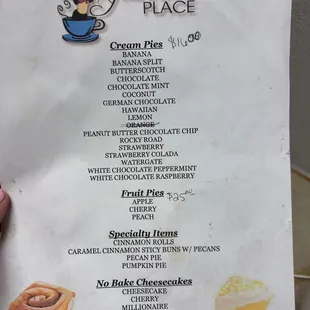 PLACE
Cream Pies $16.00
BANANA
BANANA SPLIT
BUTTERSCOTCH
CHOCOLATE
CHOCOLATE MINT
COCONUT
GERMAN CHOCOLATE
HAWAIIAN
LEMON
ORANGE
PEANUT BUTTER CHOCOLATE CHIP
ROCKY ROAD
STRAWBERRY
STRAWBERRY COLADA
WATERGATE
WHITE CHOCOLATE PEPPERMINT
WHITE CHOCOLATE RASPBERRY
Fruit Pies $25.00
APPLE
CHERRY
PEACH
Specialty Items
CINNAMON ROLLS
CARAMEL CINNAMON STICY BUNS W/ PECANS
PECAN PIE
PUMPKIN PIE
No Bake Cheesecakes
CHEESECAKE
CHERRY
MILLIONAIRE